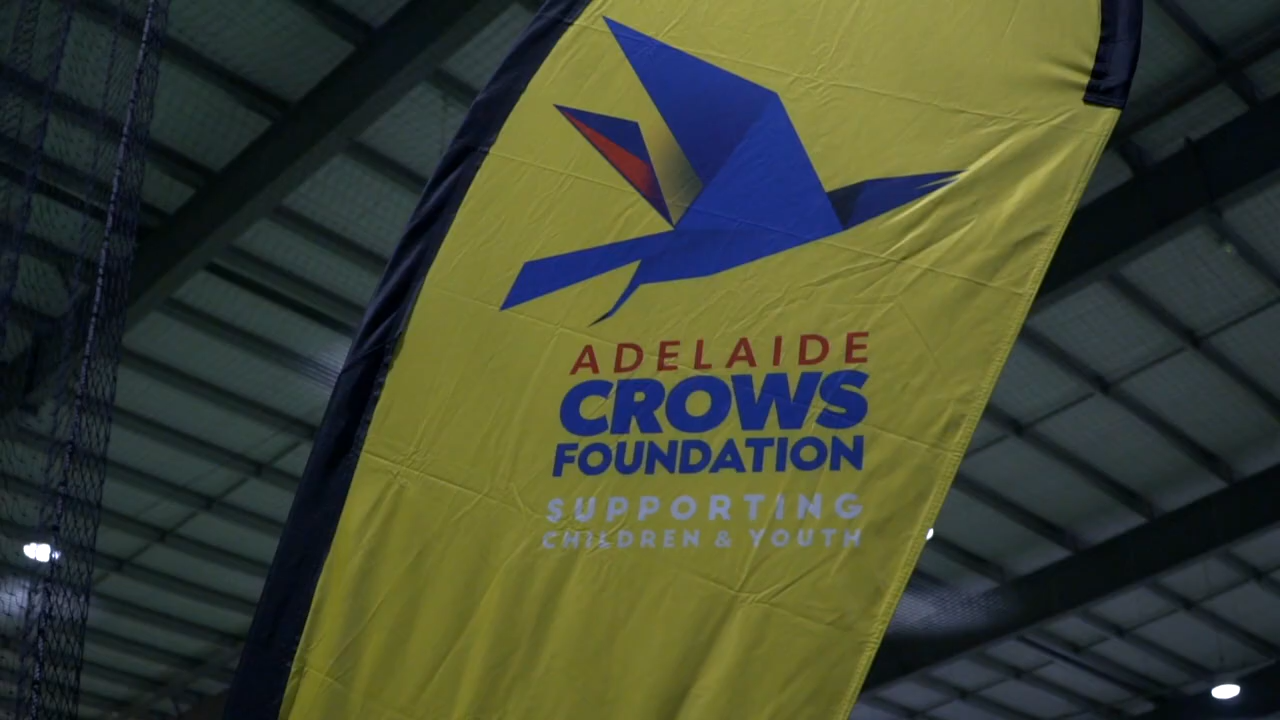 ADELAIDE
CROWS
FOUNDATION
SUPPORTING
CHILDREN & YOUTH